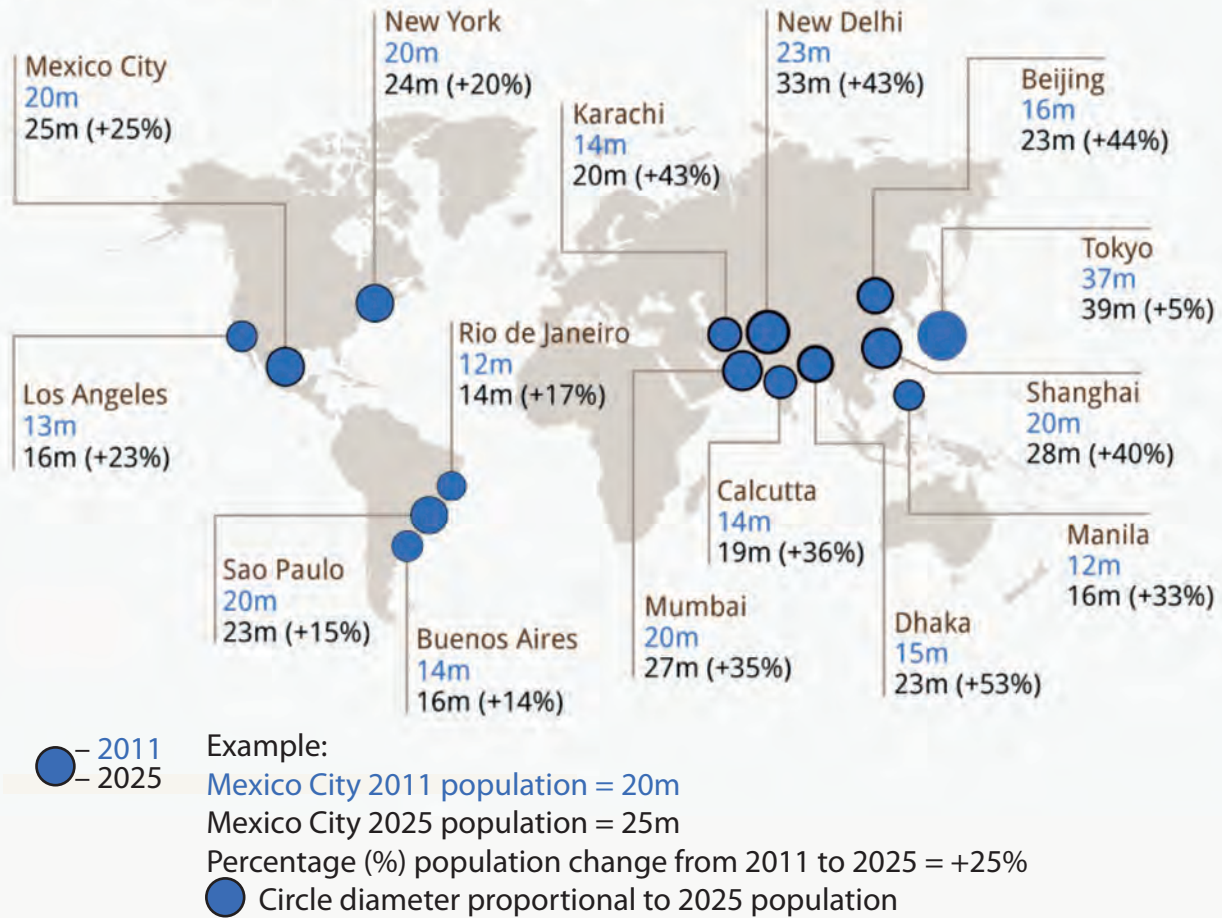 New York
20m
24m (+20%)
New Delhi
23m
33m (+43%)
Mexico City
20m
25m (+25%)
Karachi
14m
20m (+43%)
Beijing
16m
23m (+44%)
Tokyo
37m
39m (+5%)
Rio de Janeiro
12m
14m (+17%)
Los Angeles
13m
16m (+23%)
Shanghai
20m
28m (+40%)
Calcutta
14m
19m (+36%)
Manila
12m
16m (+33%)
Sao Paulo
20m
23m (+15%)
Buenos Aires
14m
16m (+14%)
Mumbai
20m
27m (+35%)
Dhaka
15m
23m (+53%)
– 2011
– 2025
Example:
Mexico City 2011 population = 20m
Mexico City 2025 population = 25m
Percentage (%) population change from 2011 to 2025 = +25%
Circle diameter proportional to 2025 population